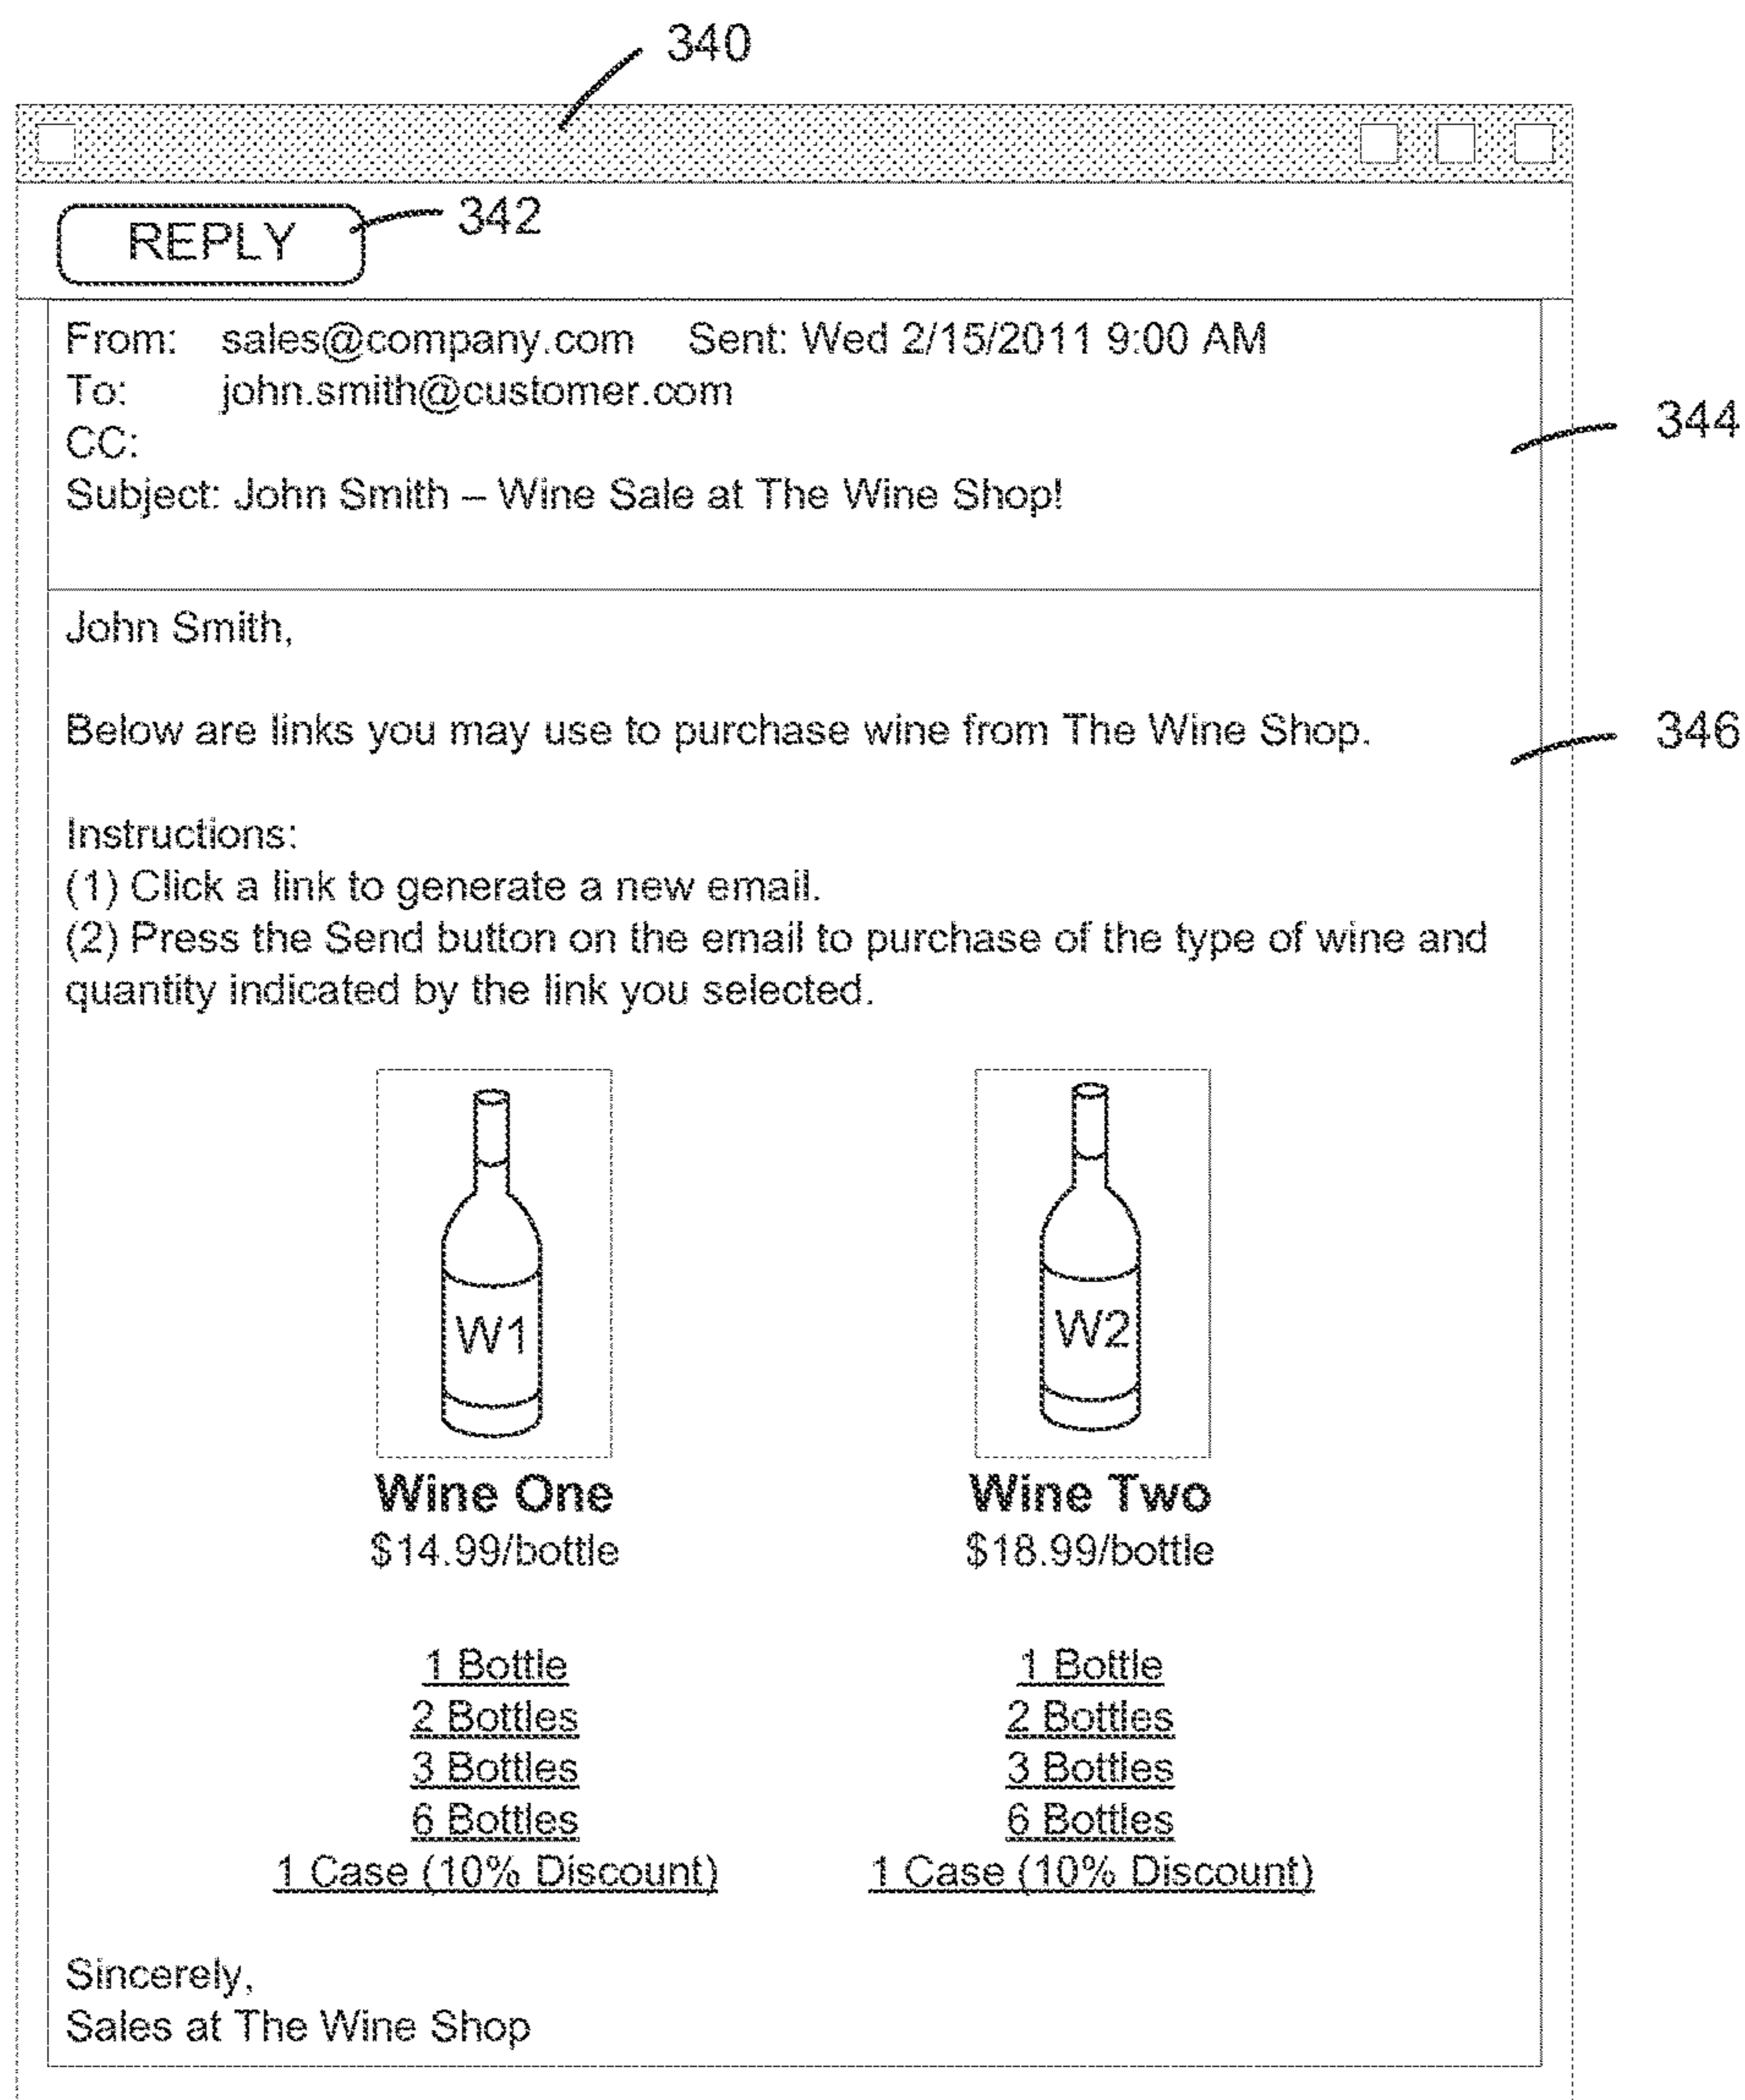 340
REPLY 342
From: sales@company.com Sent: Wed 2/15/2011 9:00 AM
To: john.smith@customer.com
CC:
344
Subject: John Smith – Wine Sale at The Wine Shop!
John Smith,
Below are links you may use to purchase wine from The Wine Shop.
346
Instructions:
(1) Click a link to generate a new email.
(2) Press the Send button on the email to purchase of the type of wine and
quantity indicated by the link you selected.
W1 W2
Wine One Wine Two
$14.99/bottle $18.99/bottle
1 Bottle 1 Bottle
2 Bottles 2 Bottles
3 Bottles 3 Bottles
6 Bottles 6 Bottles
1 Case (10% Discount) 1 Case (10% Discount)
Sincerely,
Sales at The Wine Shop